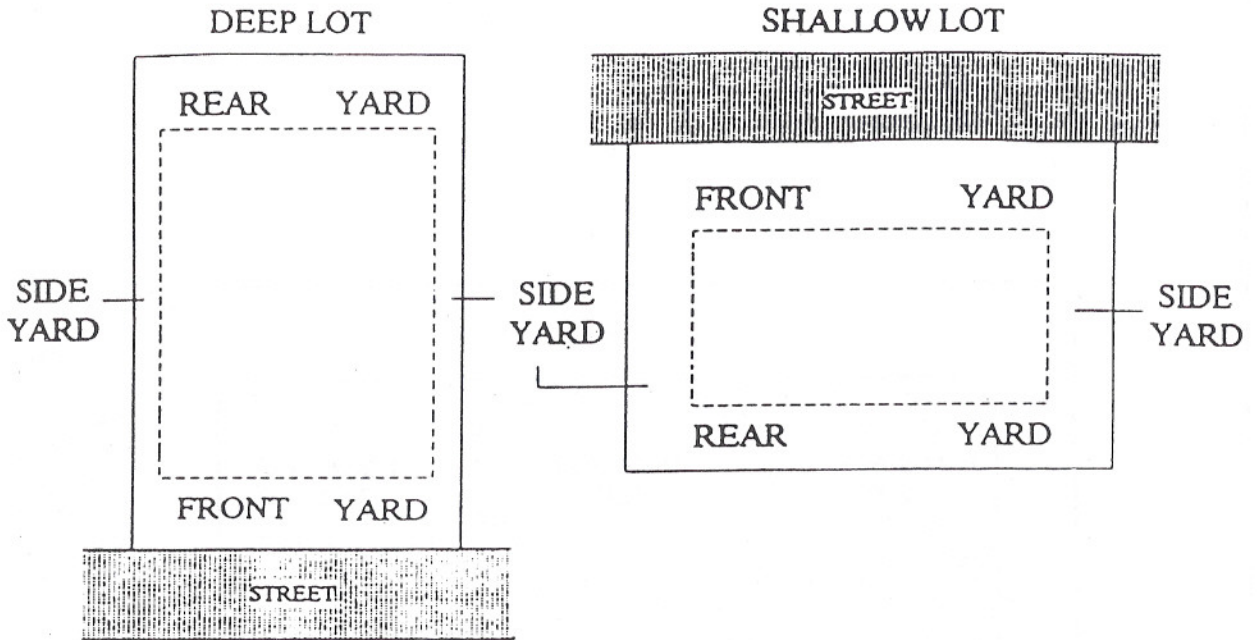 DEEP LOT
REAR YARD
SIDE
YARD
SIDE
YARD
FRONT YARD
STREET
SHALLOW LOT
STREET
FRONT YARD
SIDE
YARD
REAR YARD